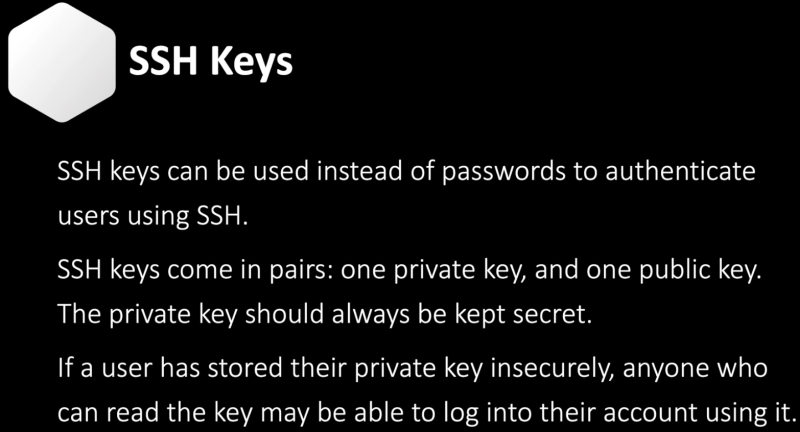 SSH Keys
SSH keys can be used instead of passwords to authenticate
users using SSH.
SSH keys come in pairs: one private key, and one public key.
The private key should always be kept secret.
If a user has stored their private key insecurely, anyone who
can read the key may be able to log into their account using it.